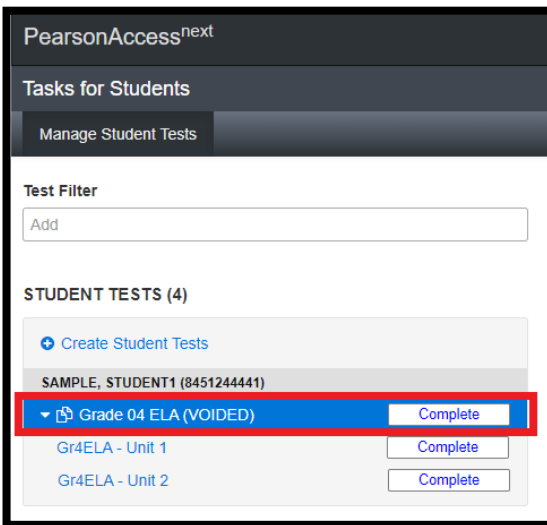 PearsonAccessnext
Tasks for Students
Manage Student Tests
Test Filter
Add
STUDENT TESTS (4)
Create Student Tests
SAMPLE, STUDENT1 (8451244441)
Grade 04 ELA (VOIDED) Complete
Gr4ELA - Unit 1 Complete
Gr4ELA - Unit 2 Complete